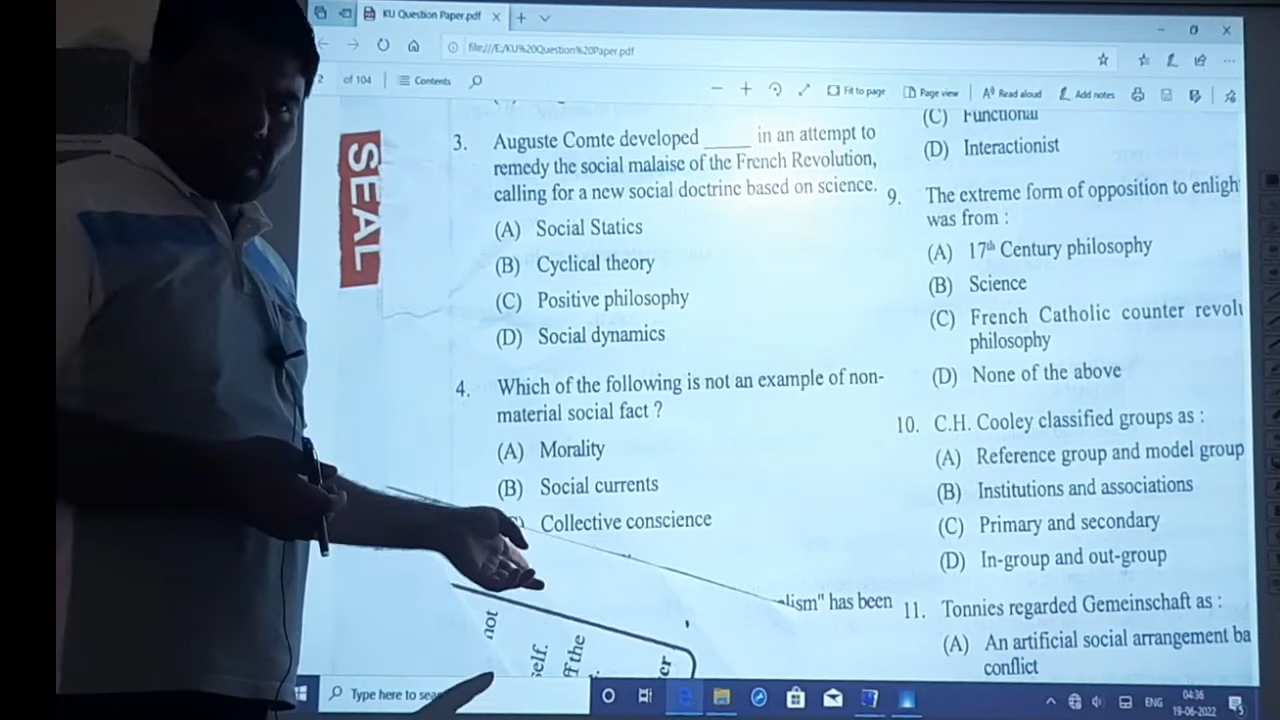 KU Question Paper.pdf
file:///E:/KU%20Question%20Paper.pdf
2 of 104 Contents Fit to page Page view Read aloud Add notes
SEAL
3. Auguste Comte developed _____ in an attempt to
remedy the social malaise of the French Revolution,
calling for a new social doctrine based on science.
(A) Social Statics
(B) Cyclical theory
(C) Positive philosophy
(D) Social dynamics
4. Which of the following is not an example of non-
material social fact ?
(A) Morality
(B) Social currents
Collective conscience
lism" has been
not
self.
ff the
er
(C) Functional
(D) Interactionist
9. The extreme form of opposition to enligh
was from :
(A) 17th Century philosophy
(B) Science
(C) French Catholic counter revolu
philosophy
(D) None of the above
10. C.H. Cooley classified groups as :
(A) Reference group and model group
(B) Institutions and associations
(C) Primary and secondary
(D) In-group and out-group
11. Tonnies regarded Gemeinschaft as :
(A) An artificial social arrangement ba
conflict
Type here to sea
ENG
04:36
19-06-2022